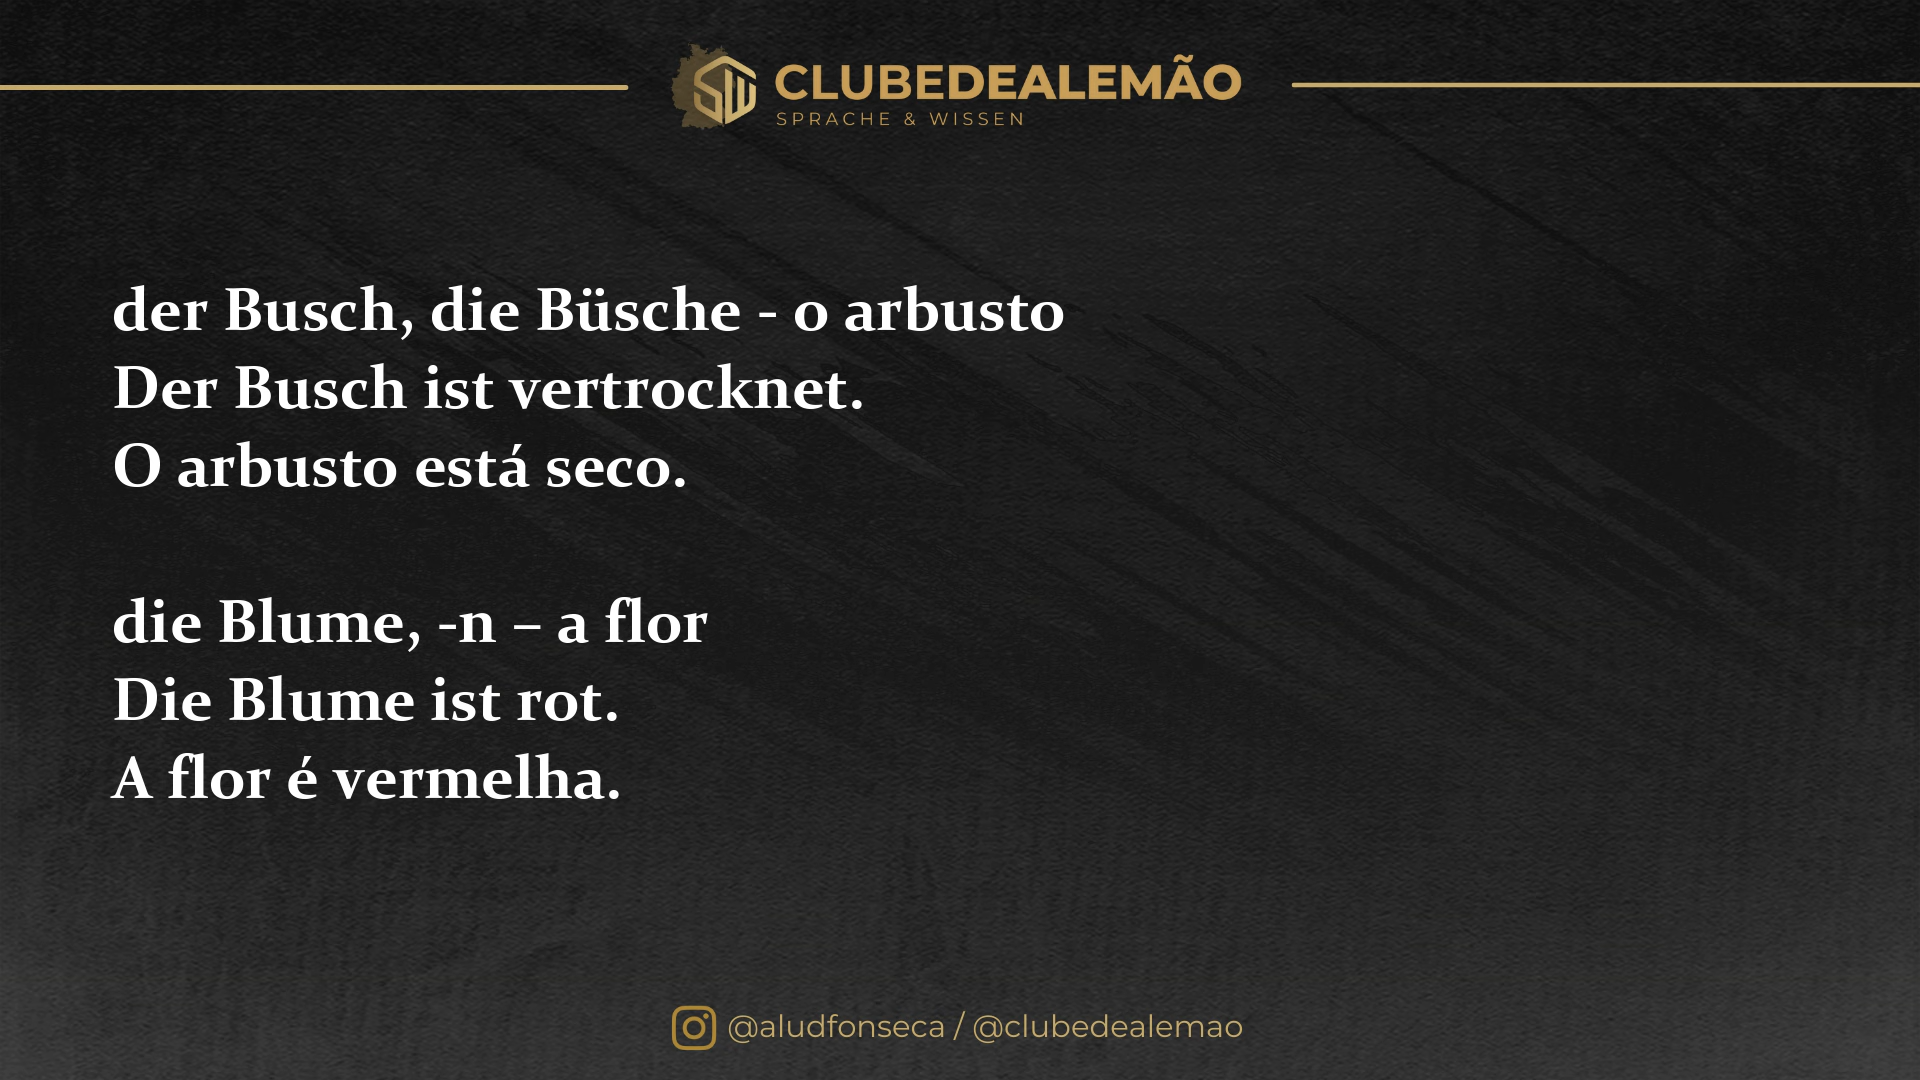 CLUBEDEALEMÃO
SPRACHE & WISSEN
der Busch, die Büsche - o arbusto
Der Busch ist vertrocknet.
O arbusto está seco.
die Blume, -n – a flor
Die Blume ist rot.
A flor é vermelha.
@aludfonseca / @clubedealemao